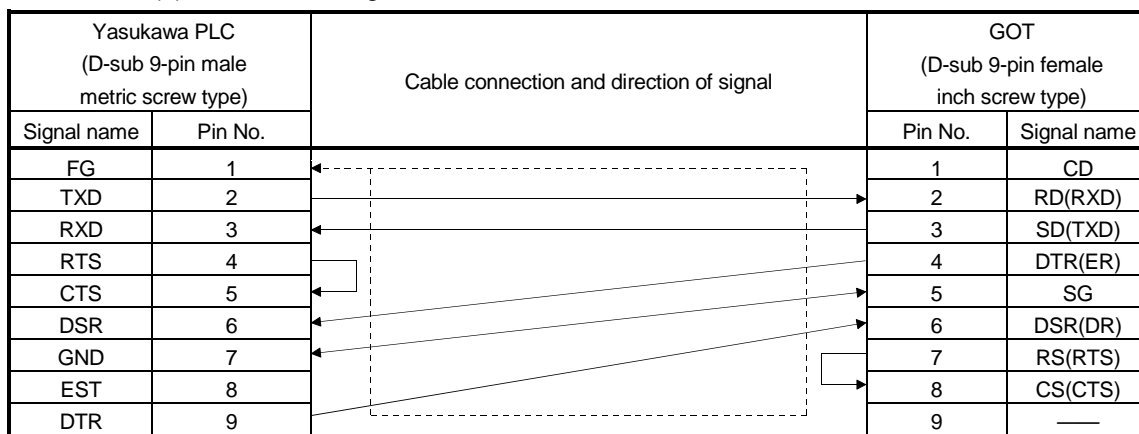 Yasukawa PLC
(D-sub 9-pin male
metric screw type)
Cable connection and direction of signal
GOT
(D-sub 9-pin female
inch screw type)
Signal name Pin No. Pin No. Signal name
FG 1 1 CD
TXD 2 2 RD(RXD)
RXD 3 3 SD(TXD)
RTS 4 4 DTR(ER)
CTS 5 5 SG
DSR 6 6 DSR(DR)
GND 7 7 RS(RTS)
EST 8 8 CS(CTS)
DTR 9 9 ——